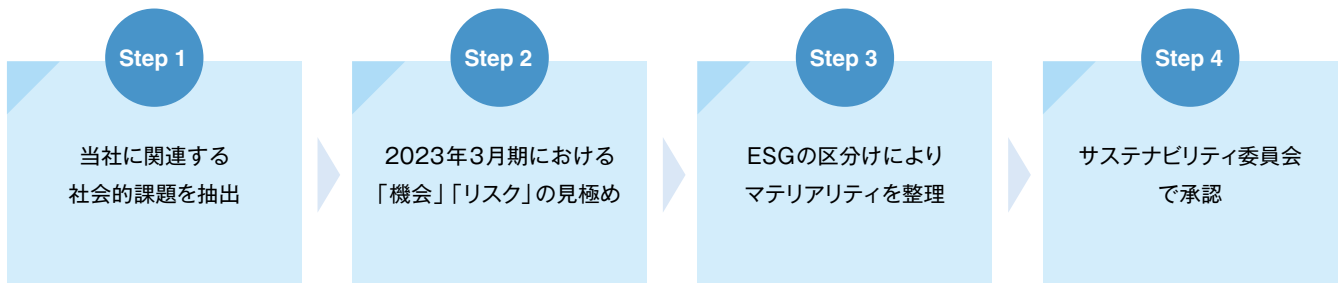 Step 1
当社に関連する
社会的課題を抽出
Step 2
2023年3月期における
「機会」「リスク」の見極め
Step 3
ESGの区分けにより
マテリアリティを整理
Step 4
サステナビリティ委員会
で承認